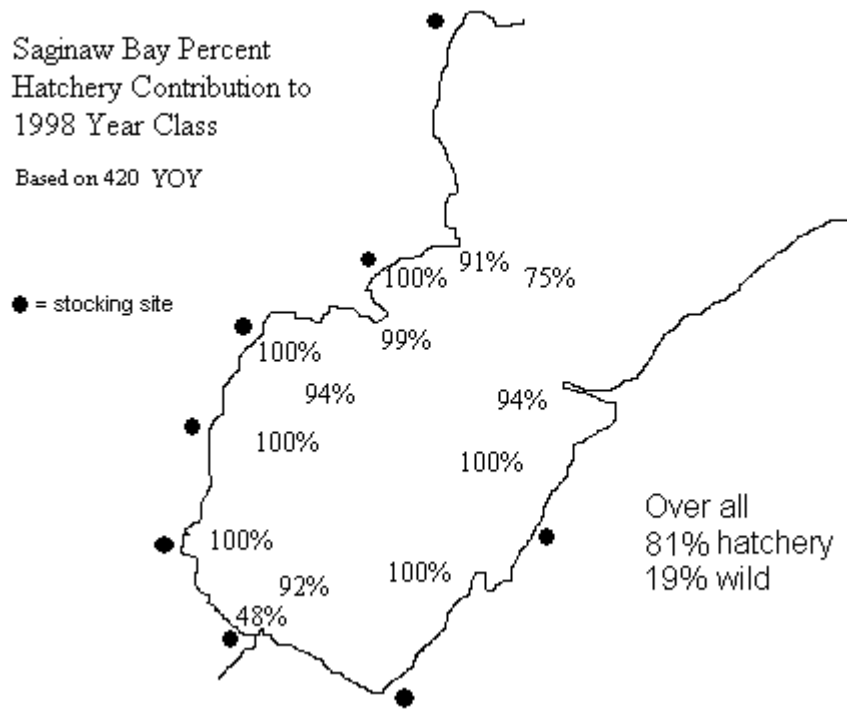 Saginaw Bay Percent
Hatchery Contribution to
1998 Year Class
Based on 420 YOY
= stocking site
91%
100%
75%
99%
100%
94%
94%
100%
100%
100%
100%
92%
48%
Over all
81% hatchery
19% wild